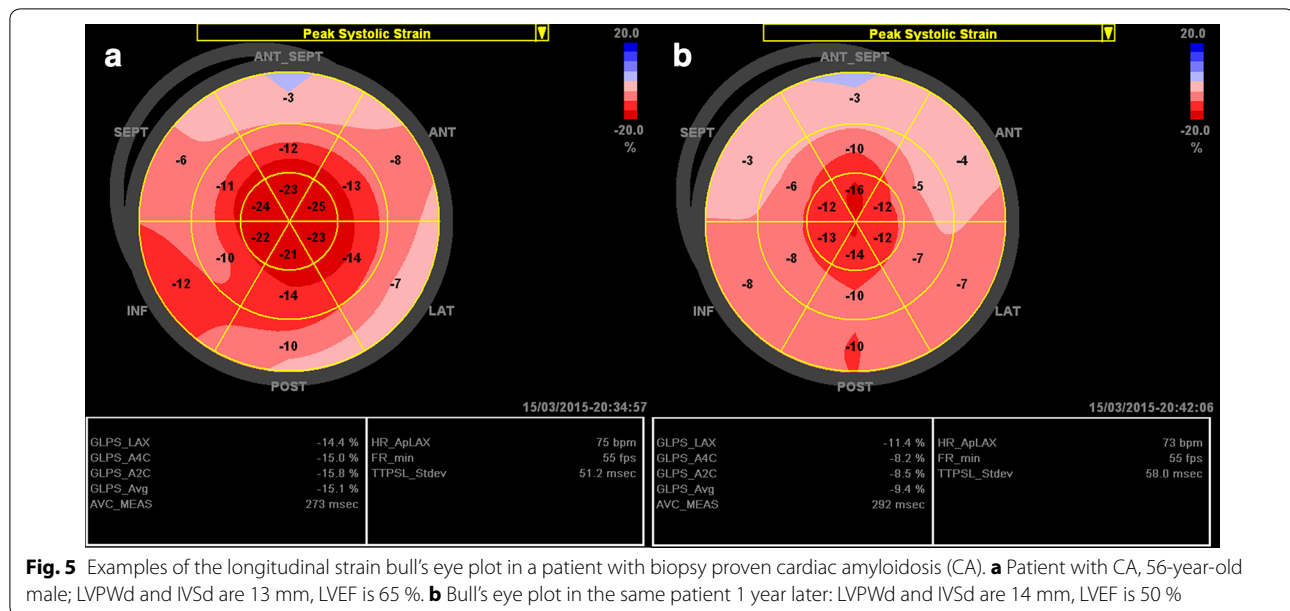 Peak Systolic Strain
a
ANT_SEPT
20.0
-3
SEPT
ANT
-20.0
%
-6
-8
-12
-11
-13
-23
-24
-25
-22
-23
-21
-10
-14
-12
-7
-14
INF
LAT
-10
POST
15/03/2015-20:34:57
GLPS_LAX -14.4 % HR_ApLAX 75 bpm
GLPS_A4C -15.0 % FR_min 55 fps
GLPS_A2C -15.8 % TTPSL_Stdev 51.2 msec
GLPS_Avg -15.1 %
AVC_MEAS 273 msec
Peak Systolic Strain
b
ANT_SEPT
20.0
-3
SEPT
ANT
-20.0
%
-3
-4
-10
-6
-5
-16
-12
-12
-13
-12
-14
-8
-7
-8
-7
-10
INF
LAT
-10
POST
15/03/2015-20:42:06
GLPS_LAX -11.4 % HR_ApLAX 73 bpm
GLPS_A4C -8.2 % FR_min 55 fps
GLPS_A2C -8.5 % TTPSL_Stdev 58.0 msec
GLPS_Avg -9.4 %
AVC_MEAS 292 msec
Fig. 5 Examples of the longitudinal strain bull's eye plot in a patient with biopsy proven cardiac amyloidosis (CA). a Patient with CA, 56-year-old
male; LVPWd and IVSd are 13 mm, LVEF is 65 %. b Bull's eye plot in the same patient 1 year later: LVPWd and IVSd are 14 mm, LVEF is 50 %